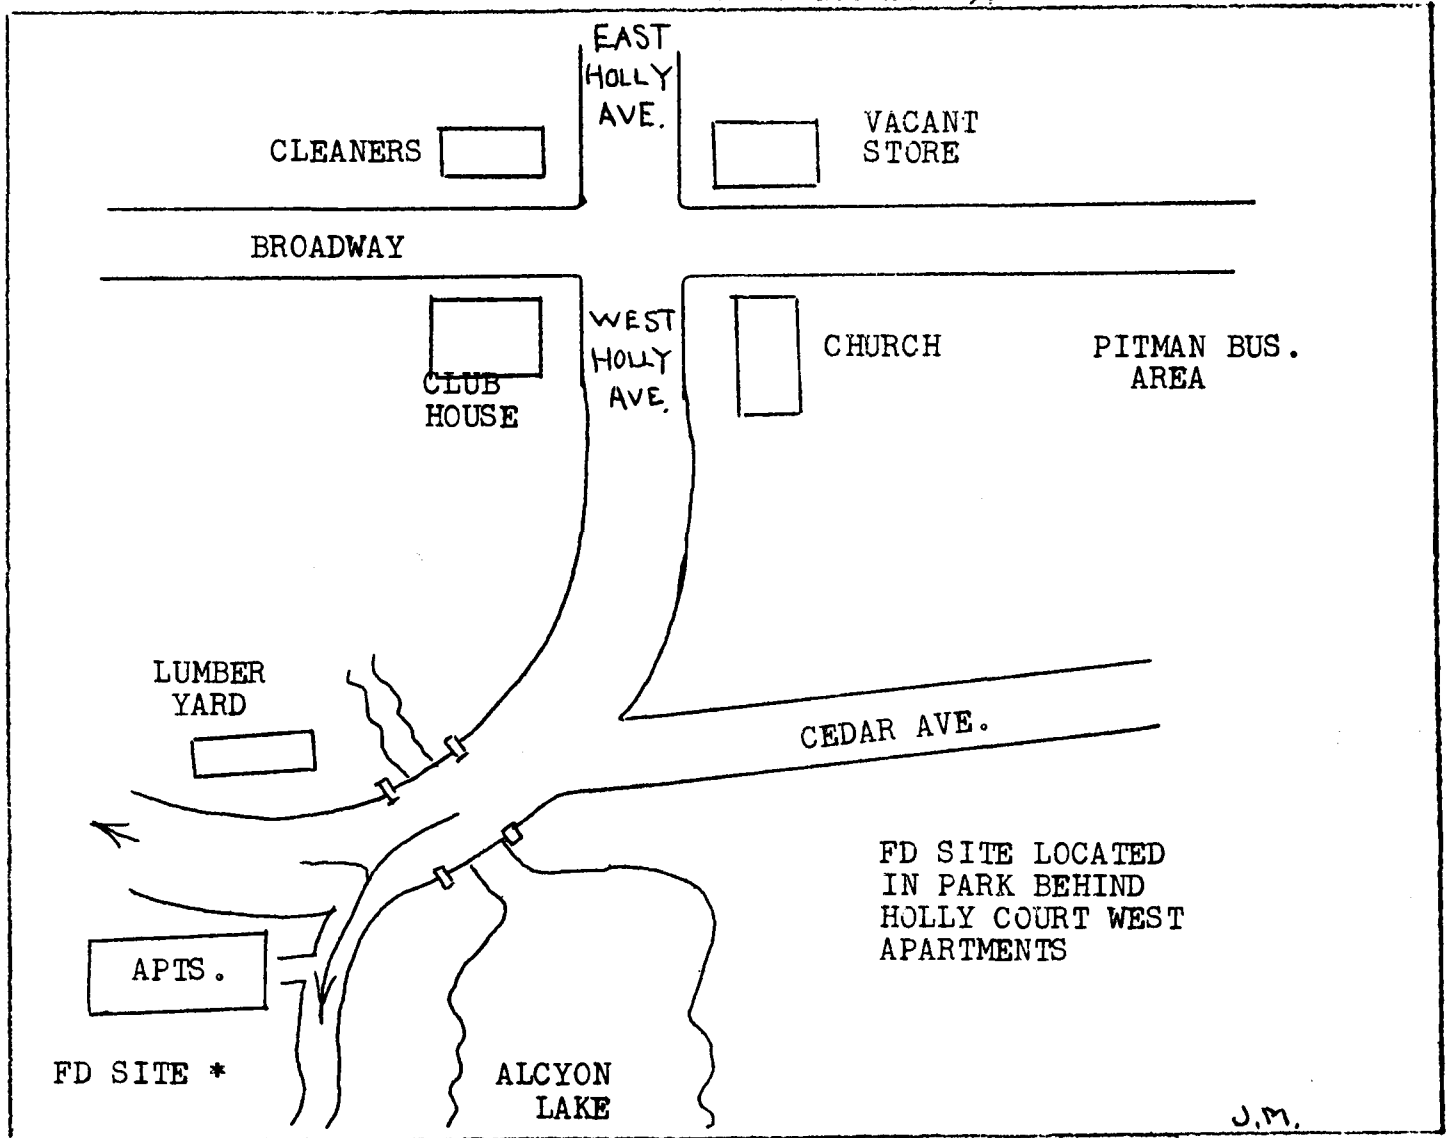 EAST
HOLLY
AVE.
CLEANERS
VACANT
STORE
BROADWAY
WEST
HOLLY
AVE.
CLUB
HOUSE
CHURCH
PITMAN BUS.
AREA
LUMBER
YARD
CEDAR AVE.
FD SITE LOCATED
IN PARK BEHIND
HOLLY COURT WEST
APARTMENTS
APTS.
FD SITE *
ALCYON
LAKE
J.M.